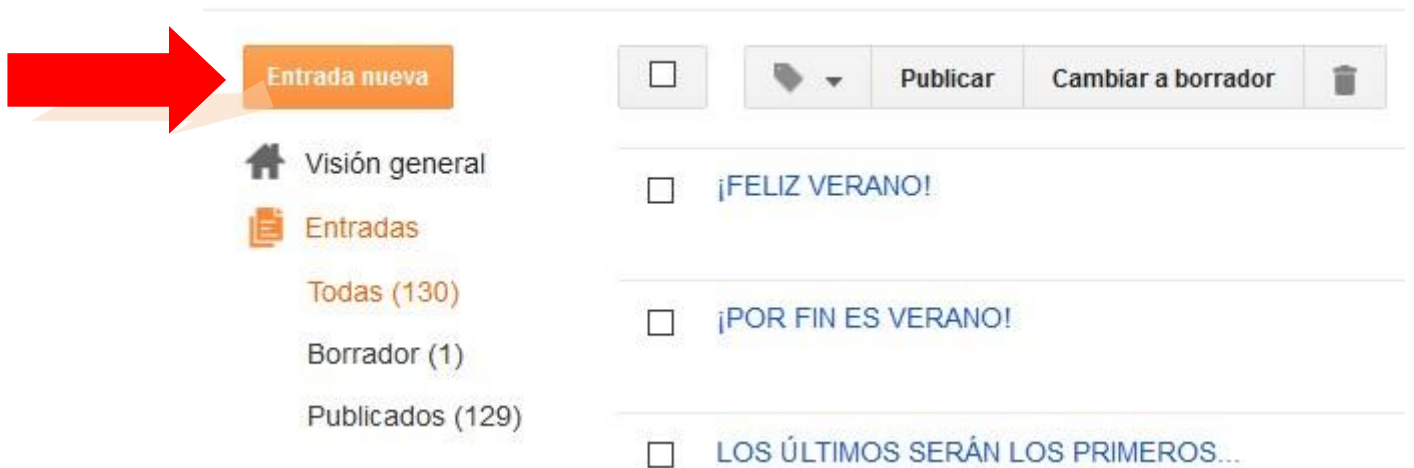 Entrada nueva
Publicar
Cambiar a borrador
Visión general
Entradas
Todas (130)
Borrador (1)
Publicados (129)
¡FELIZ VERANO!
¡POR FIN ES VERANO!
LOS ÚLTIMOS SERÁN LOS PRIMEROS...